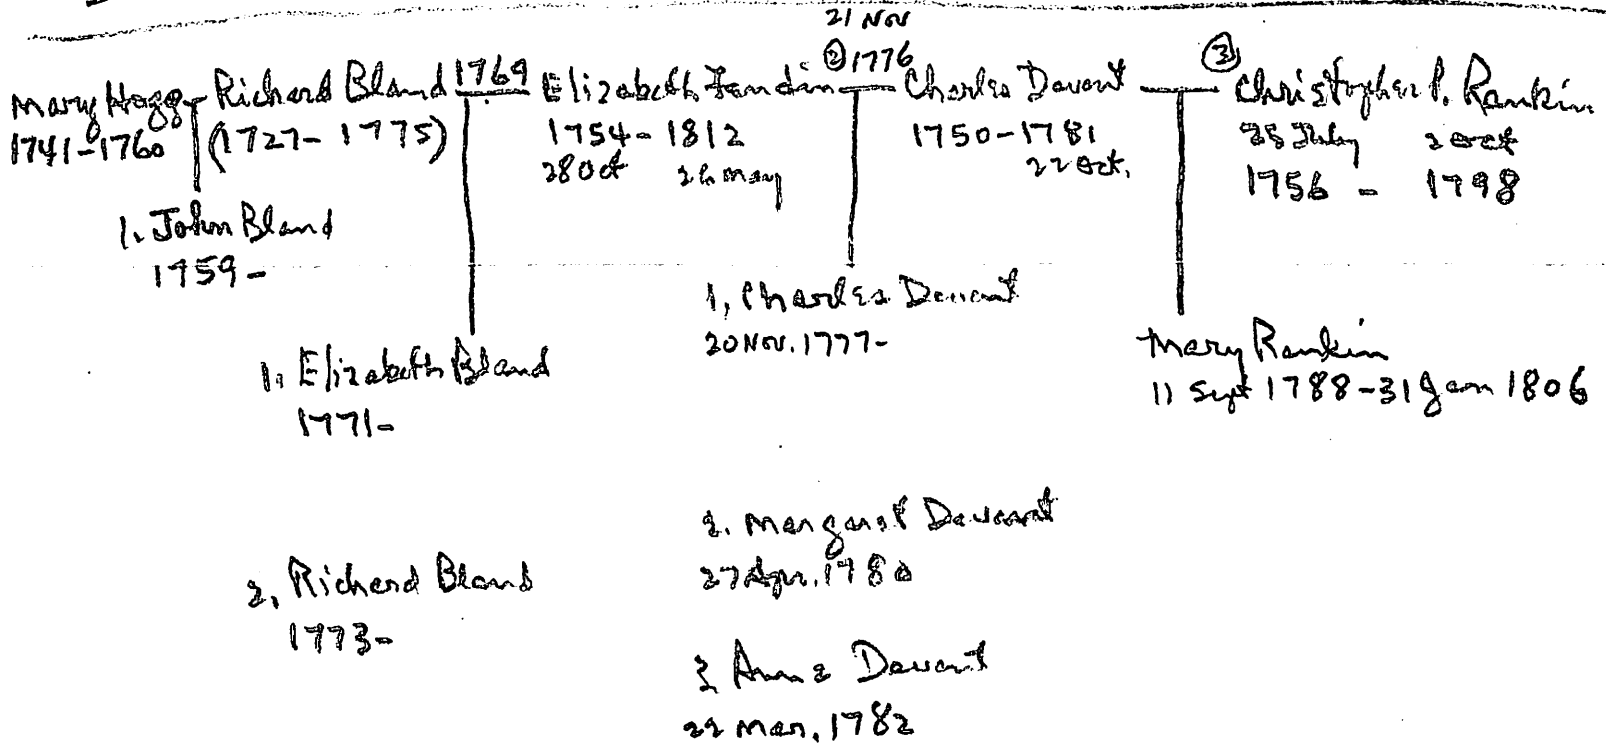 21 Nov
Mary Hogg Richard Bland 1769 Elizabeth Fendin ② 1776 Charles Davant ③ Christopher P. Rankin
1741-1760 (1727-1775) 1754-1812 1750-1781 25 July 2 Oct
28 Oct 26 May 22 Oct. 1756 - 1798
1. John Bland
1759-
1, Charles Davant
20 Nov. 1777-
1. Elizabeth Bland
1771-
Mary Rankin
11 Sept 1788-31 Jan 1806
2. Margaret Davant
27 Apr. 1780
2, Richard Bland
1773-
3 Anne Davant
22 Mar. 1782